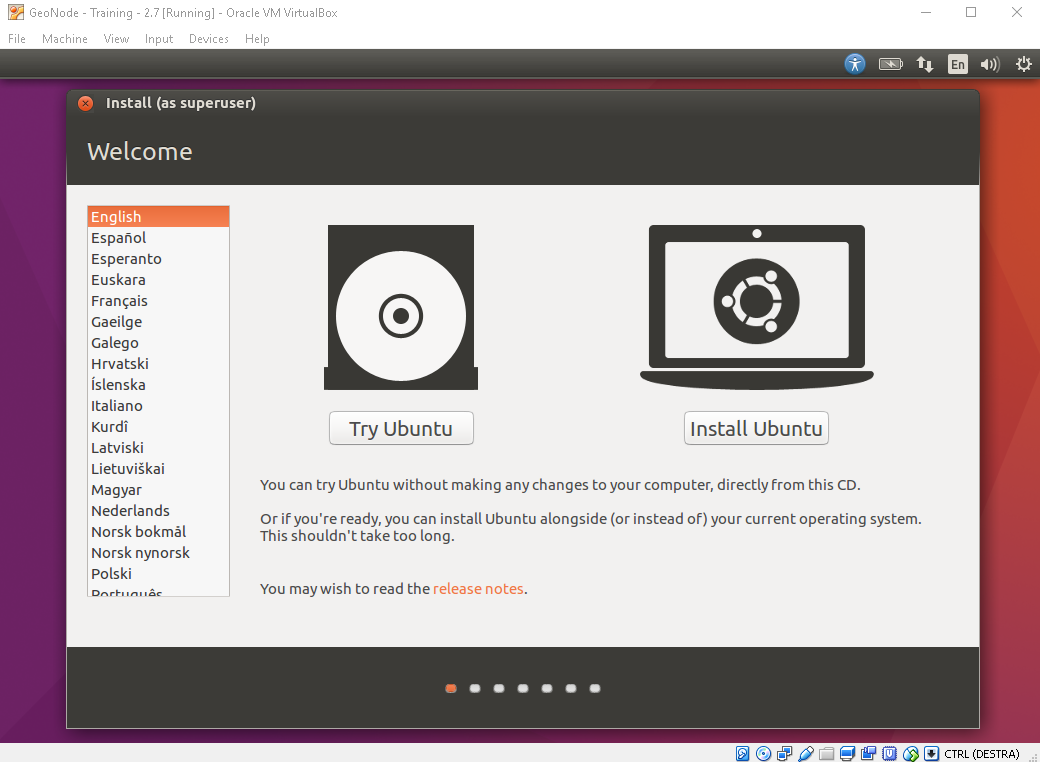 GeoNode - Training - 2.7 [Running] - Oracle VM VirtualBox
File Machine View Input Devices Help
En
Install (as superuser)
Welcome
English
Español
Esperanto
Euskara
Français
Gaeilge
Galego
Hrvatski
Íslenska
Italiano
Kurdî
Latviski
Lietuviškai
Magyar
Nederlands
Norsk bokmål
Norsk nynorsk
Polski
Português
Try Ubuntu
Install Ubuntu
You can try Ubuntu without making any changes to your computer, directly from this CD.
Or if you're ready, you can install Ubuntu alongside (or instead of) your current operating system.
This shouldn't take too long.
You may wish to read the release notes.
CTRL (DESTRA)